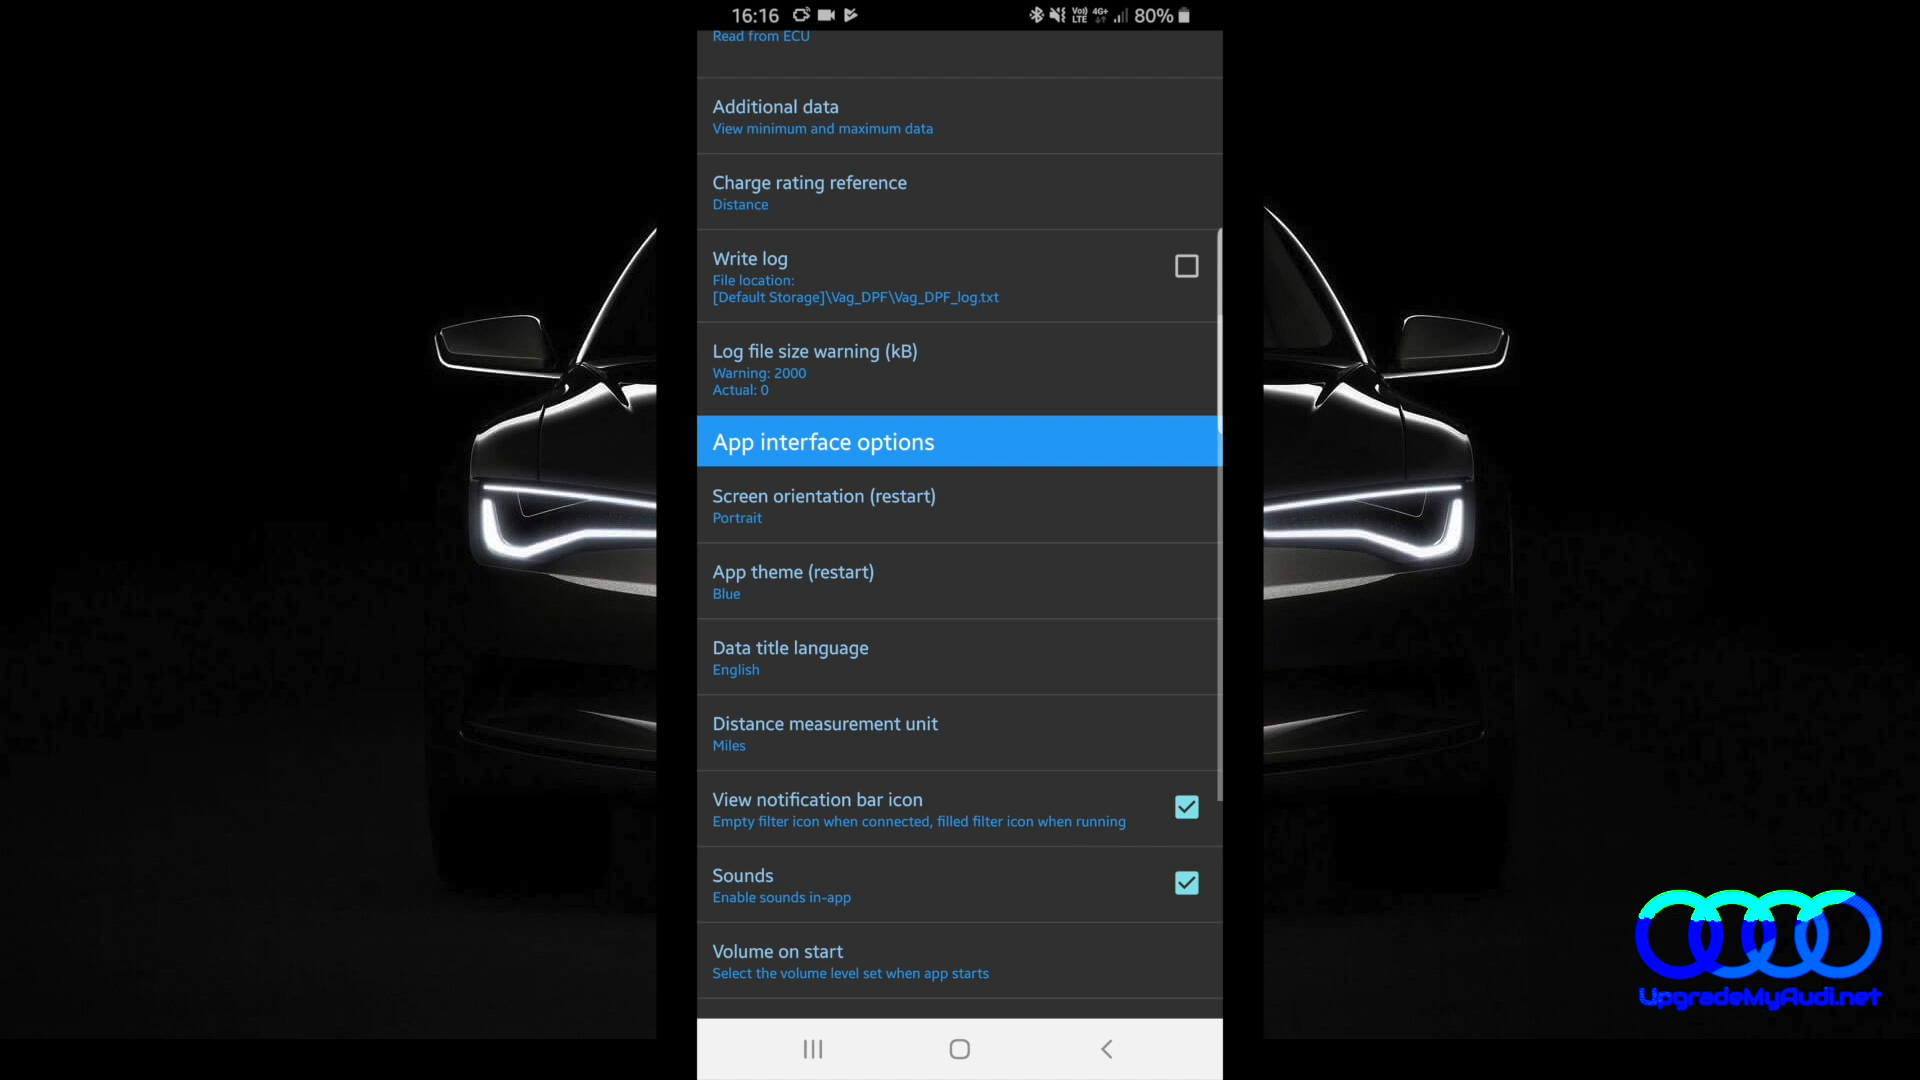 16:16
Vo)) LTE 4G+ 80%
Read from ECU
Additional data
View minimum and maximum data
Charge rating reference
Distance
Write log
File location:
[Default Storage]\Vag_DPF\Vag_DPF_log.txt
Log file size warning (kB)
Warning: 2000
Actual: 0
App interface options
Screen orientation (restart)
Portrait
App theme (restart)
Blue
Data title language
English
Distance measurement unit
Miles
View notification bar icon
Empty filter icon when connected, filled filter icon when running
Sounds
Enable sounds in-app
Volume on start
Select the volume level set when app starts
UpgradeMyAudi.net